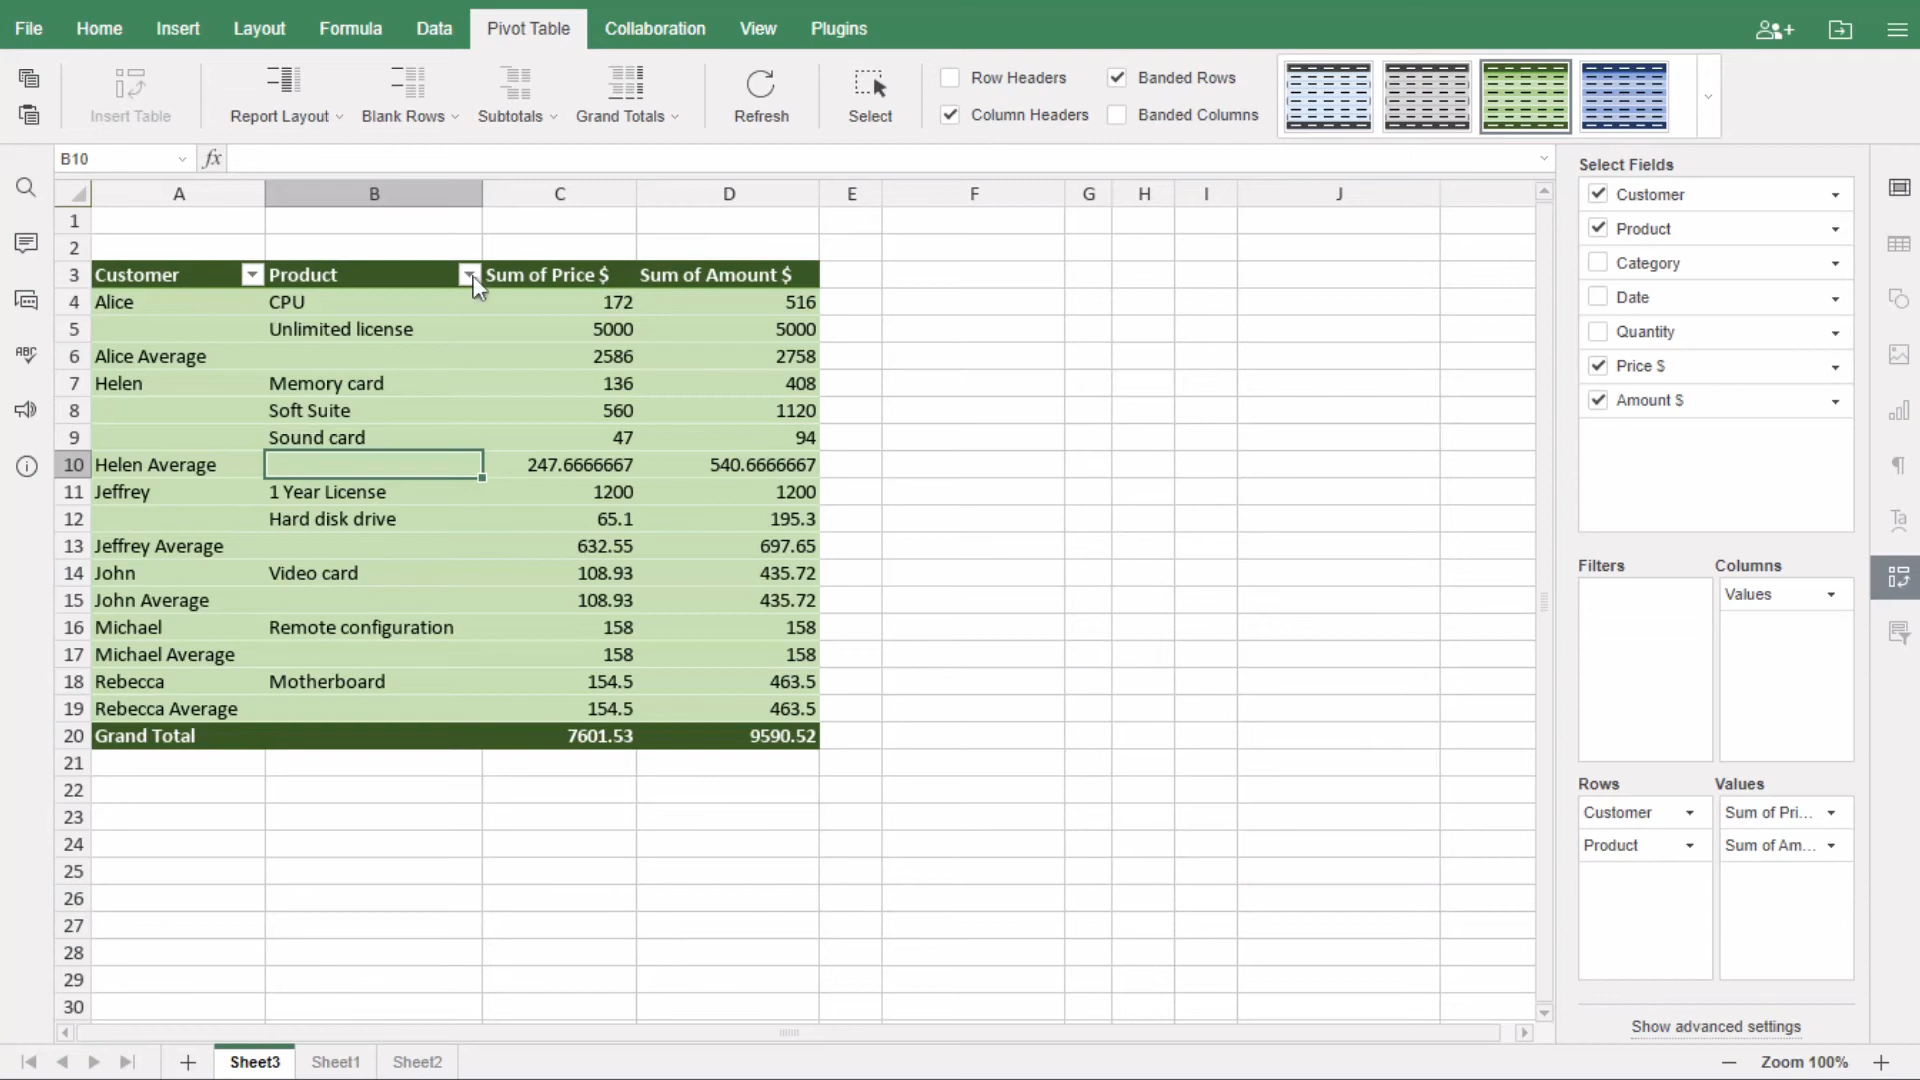 File Home Insert Layout Formula Data Pivot Table Collaboration View Plugins
Insert Table Report Layout Blank Rows Subtotals Grand Totals Refresh Select
Row Headers Banded Rows
Column Headers Banded Columns
B10 fx
Select Fields
Customer
Product
Category
Date
Quantity
Price $
Amount $
A B C D E F G H I J
1
2
3 Customer Product Sum of Price $ Sum of Amount $
4 Alice CPU 172 516
5 Unlimited license 5000 5000
6 Alice Average 2586 2758
7 Helen Memory card 136 408
8 Soft Suite 560 1120
9 Sound card 47 94
10 Helen Average 247.6666667 540.6666667
11 Jeffrey 1 Year License 1200 1200
12 Hard disk drive 65.1 195.3
13 Jeffrey Average 632.55 697.65
14 John Video card 108.93 435.72
15 John Average 108.93 435.72
16 Michael Remote configuration 158 158
17 Michael Average 158 158
18 Rebecca Motherboard 154.5 463.5
19 Rebecca Average 154.5 463.5
20 Grand Total 7601.53 9590.52
21
22
23
24
25
26
27
28
29
30
Filters Columns
Values
Rows Values
Customer Sum of Pri...
Product Sum of Am...
Show advanced settings
ABC
Ta
Sheet3 Sheet1 Sheet2
Zoom 100%